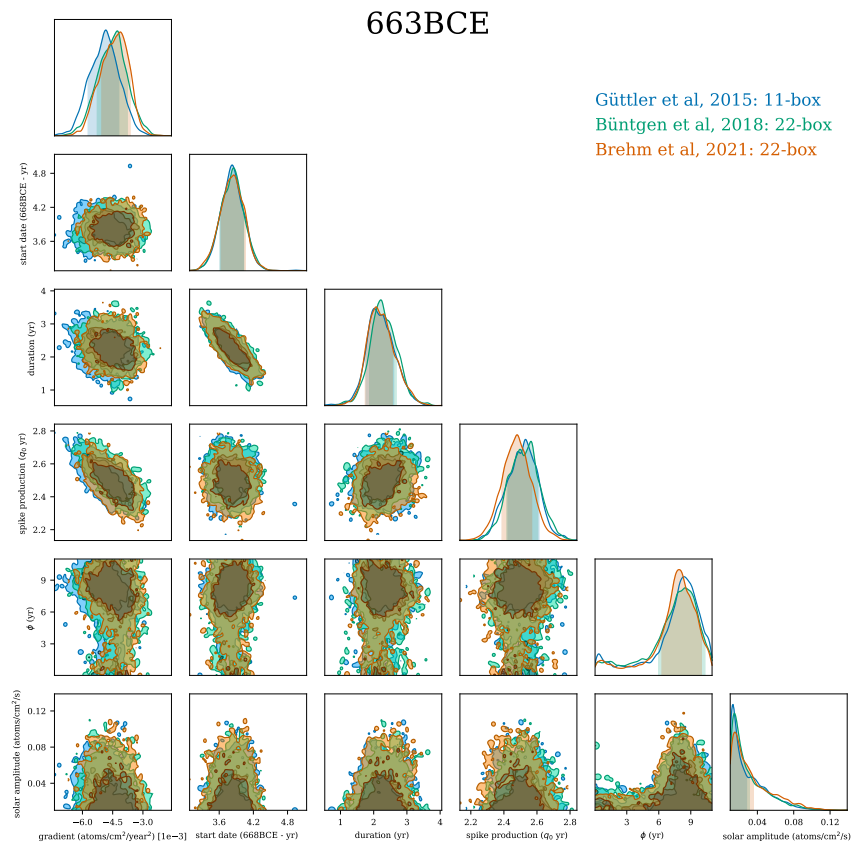 663BCE
Güttler et al, 2015: 11-box
Büntgen et al, 2018: 22-box
Brehm et al, 2021: 22-box
start date (668BCE - yr)
4.8
4.2
3.6
duration (yr)
4
3
2
1
spike production (q₀ yr)
2.8
2.6
2.4
2.2
ϕ (yr)
9
6
3
solar amplitude (atoms/cm²/s)
0.12
0.08
0.04
−6.0 −4.5 −3.0
3.6 4.2 4.8
1 2 3 4
2.2 2.4 2.6 2.8
3 6 9
0.04 0.08 0.12
gradient (atoms/cm²/year²) [1e−3]
start date (668BCE - yr)
duration (yr)
spike production (q₀ yr)
ϕ (yr)
solar amplitude (atoms/cm²/s)